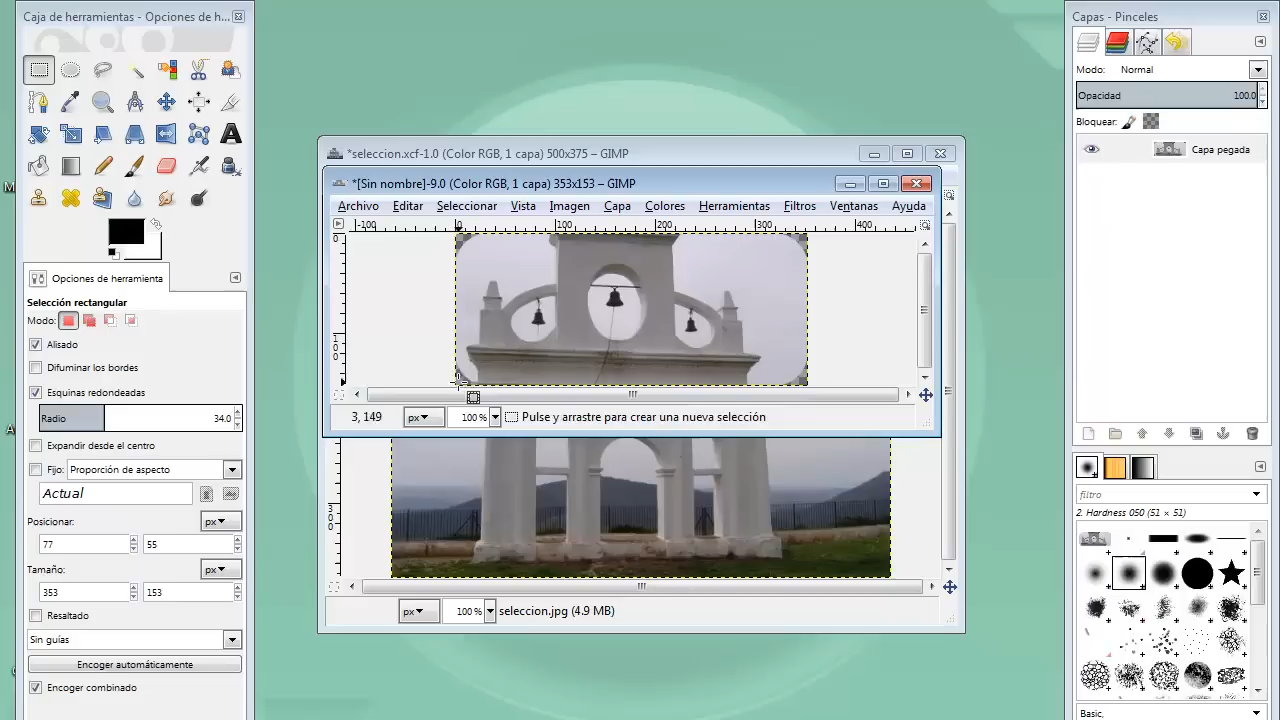 Caja de herramientas - Opciones de h...
Selección rectangular
Opciones de herramienta
Modo:
Alisado
Difuminar los bordes
Esquinas redondeadas
Radio 34.0
Expandir desde el centro
Fijo: Proporción de aspecto
Actual
Posicionar: px
77 55
Tamaño: px
353 153
Resaltado
Sin guías
Encoger automáticamente
Encoger combinado
*seleccion.xcf-1.0 (Color RGB, 1 capa) 500x375 – GIMP
*[Sin nombre]-9.0 (Color RGB, 1 capa) 353x153 – GIMP
Archivo Editar Seleccionar Vista Imagen Capa Colores Herramientas Filtros Ventanas Ayuda
-100 0 100 200 300 400
0
100
3, 149 px 100 % Pulse y arrastre para crear una nueva selección
300
px 100 % seleccion.jpg (4.9 MB)
Capas - Pinceles
Modo: Normal
Opacidad 100.0
Bloquear:
Capa pegada
filtro
2. Hardness 050 (51 × 51)
Basic,